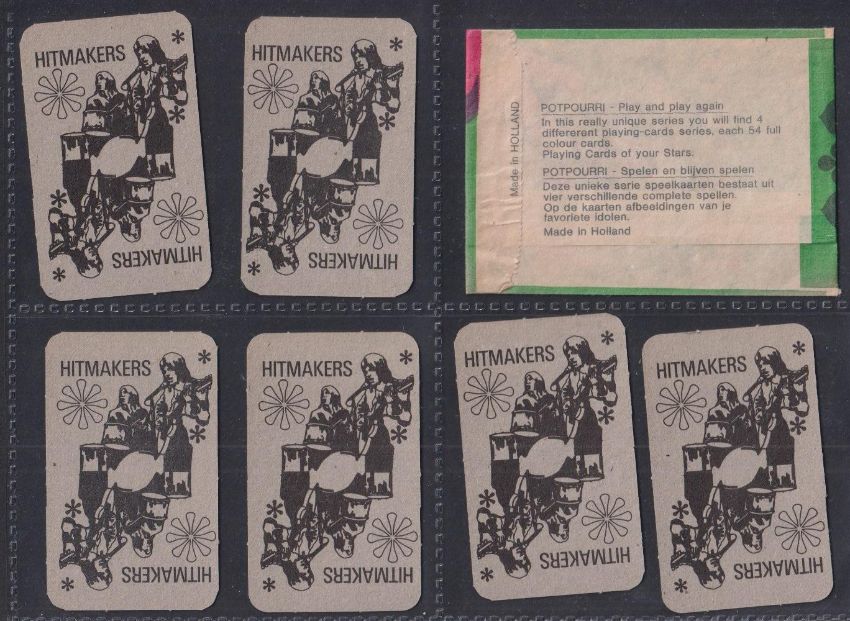 HITMAKERS
HITMAKERS
HITMAKERS
HITMAKERS
Made in HOLLAND
POTPOURRI - Play and play again
In this really unique series you will find 4
differerent playing-cards series, each 54 full
colour cards.
Playing Cards of your Stars.
POTPOURRI - Spelen en blijven spelen
Deze unieke serie speelkaarten bestaat uit
vier verschillende complete spellen.
Op de kaarten afbeeldingen van je
favoriete idolen.
Made in Holland
HITMAKERS
HITMAKERS
HITMAKERS
HITMAKERS
HITMAKERS
HITMAKERS
HITMAKERS
HITMAKERS